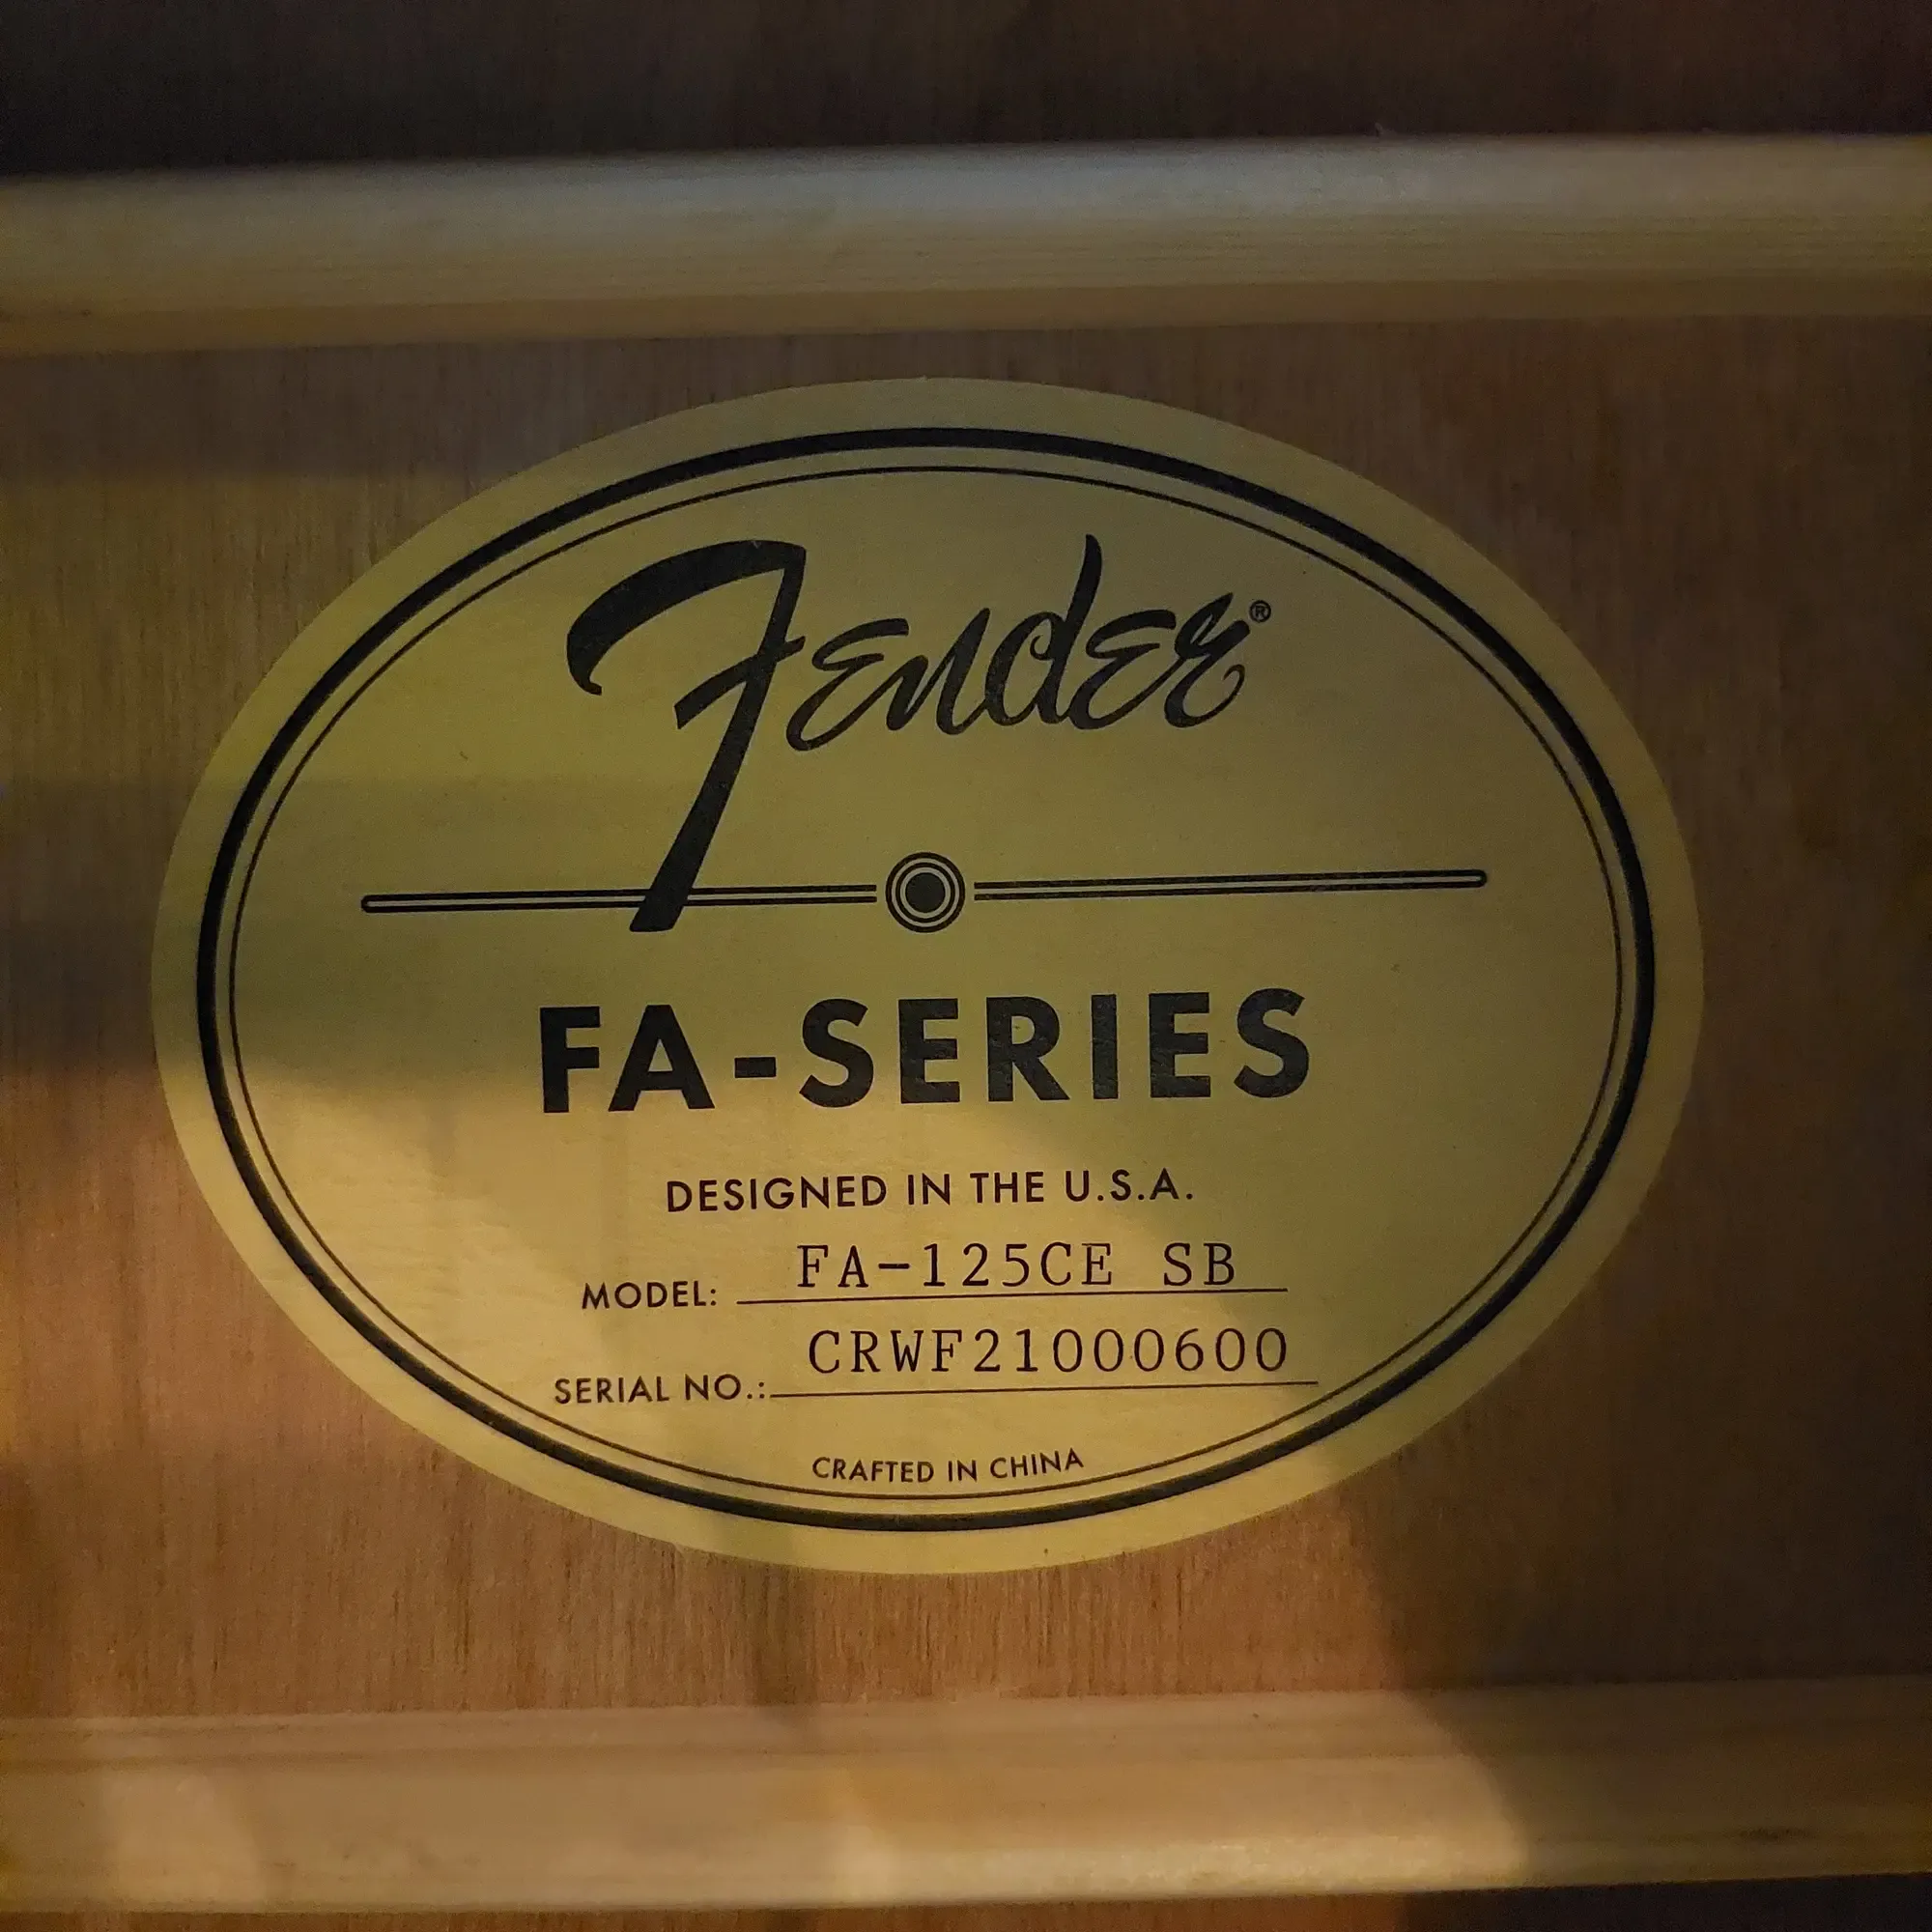 Fender®
FA-SERIES
DESIGNED IN THE U.S.A.
MODEL: FA-125CE SB
SERIAL NO.: CRWF21000600
CRAFTED IN CHINA